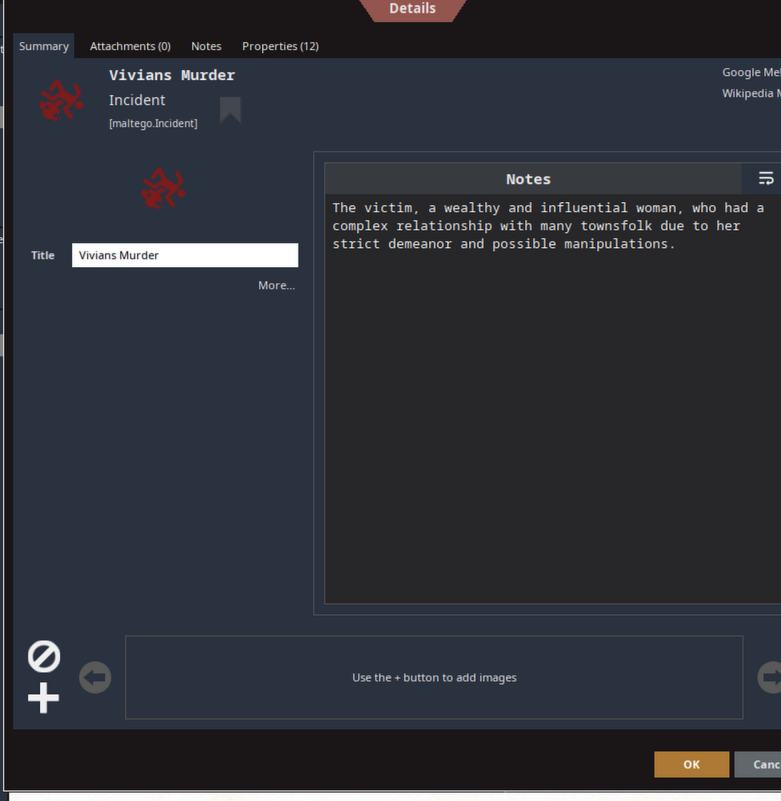 Details
Summary Attachments (0) Notes Properties (12)
Vivians Murder
Incident
[maltego.Incident]
Google
Wikipedia
Notes
The victim, a wealthy and influential woman, who had a
complex relationship with many townsfolk due to her
strict demeanor and possible manipulations.
Title Vivians Murder
More...
Use the + button to add images
OK